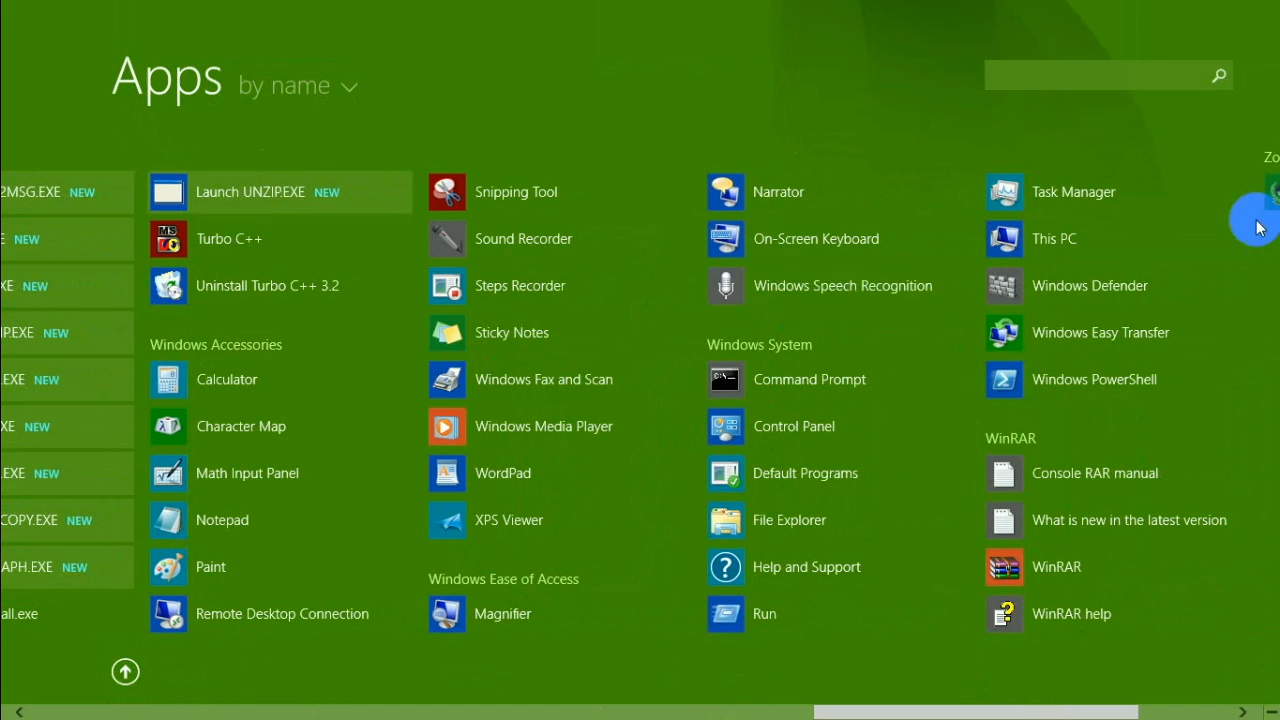 Apps by name
Zo
2MSG.EXE NEW
E NEW
XE NEW
IP.EXE NEW
.EXE NEW
XE NEW
.EXE NEW
COPY.EXE NEW
APH.EXE NEW
all.exe
Launch UNZIP.EXE NEW
Turbo C++
Uninstall Turbo C++ 3.2
Windows Accessories
Calculator
Character Map
Math Input Panel
Notepad
Paint
Remote Desktop Connection
Snipping Tool
Sound Recorder
Steps Recorder
Sticky Notes
Windows Fax and Scan
Windows Media Player
WordPad
XPS Viewer
Windows Ease of Access
Magnifier
Narrator
On-Screen Keyboard
Windows Speech Recognition
Windows System
Command Prompt
Control Panel
Default Programs
File Explorer
Help and Support
Run
Task Manager
This PC
Windows Defender
Windows Easy Transfer
Windows PowerShell
WinRAR
Console RAR manual
What is new in the latest version
WinRAR
WinRAR help